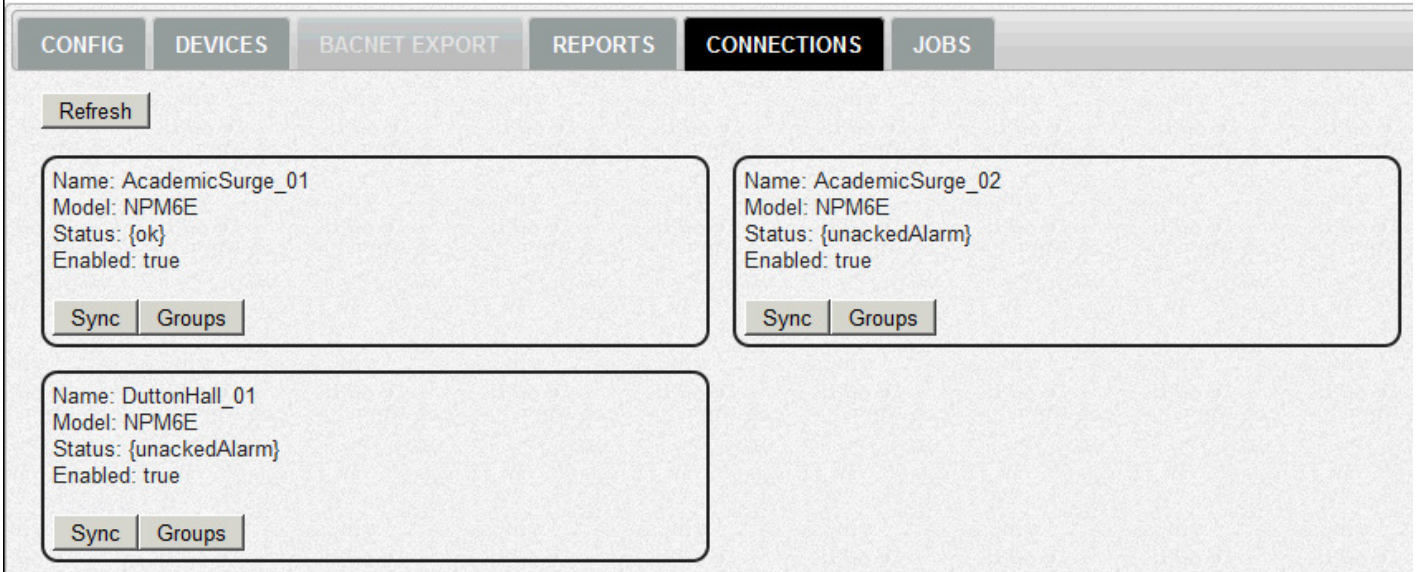 CONFIG DEVICES BACNET EXPORT REPORTS CONNECTIONS JOBS
Refresh
Name: AcademicSurge_01
Model: NPM6E
Status: {ok}
Enabled: true
Sync Groups
Name: AcademicSurge_02
Model: NPM6E
Status: {unackedAlarm}
Enabled: true
Sync Groups
Name: DuttonHall_01
Model: NPM6E
Status: {unackedAlarm}
Enabled: true
Sync Groups